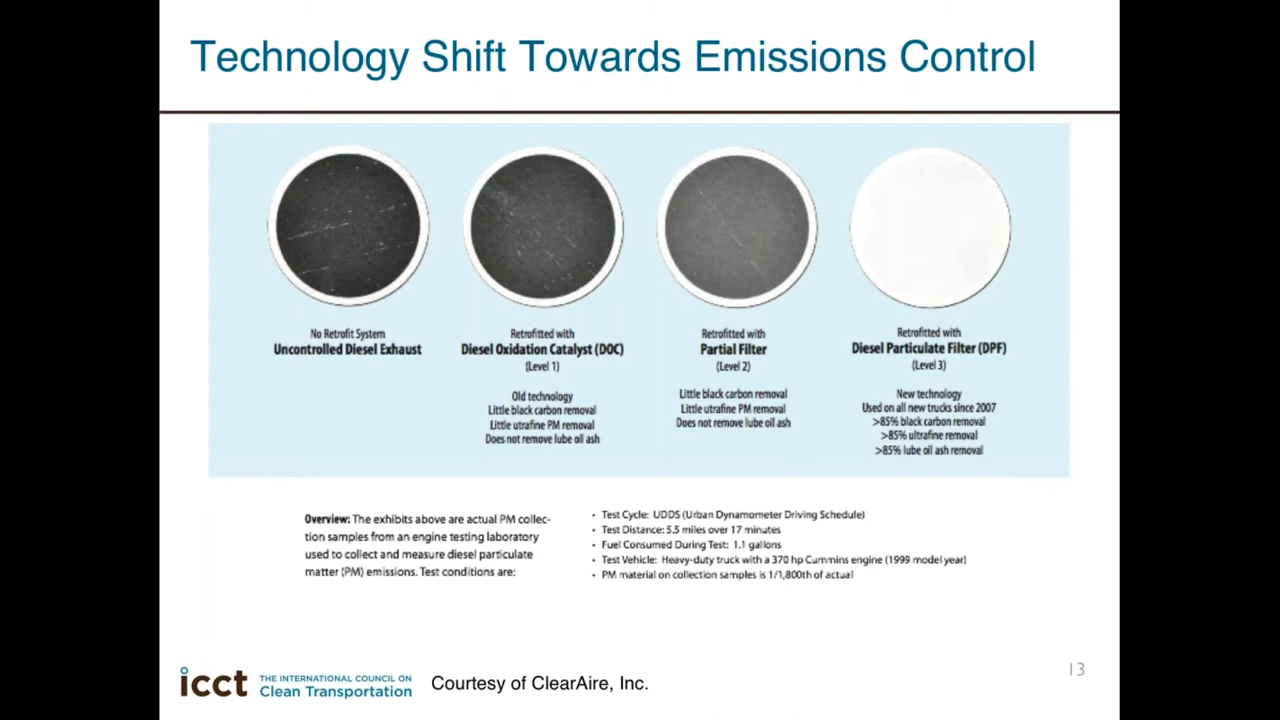 Technology Shift Towards Emissions Control
No Retrofit System
Uncontrolled Diesel Exhaust
Retrofitted with
Diesel Oxidation Catalyst (DOC)
(Level 1)
Old technology
Little black carbon removal
Little utrafine PM removal
Does not remove lube oil ash
Retrofitted with
Partial Filter
(Level 2)
Little black carbon removal
Little utrafine PM removal
Does not remove lube oil ash
Retrofitted with
Diesel Particulate Filter (DPF)
(Level 3)
New technology
Used on all new trucks since 2007
>85% black carbon removal
>85% ultrafine removal
>85% lube oil ash removal
Overview: The exhibits above are actual PM collec-
tion samples from an engine testing laboratory
used to collect and measure diesel particulate
matter (PM) emissions. Test conditions are:
• Test Cycle: UDDS (Urban Dynamometer Driving Schedule)
• Test Distance: 5.5 miles over 17 minutes
• Fuel Consumed During Test: 1.1 gallons
• Test Vehicle: Heavy-duty truck with a 370 hp Cummins engine (1999 model year)
• PM material on collection samples is 1/1,800th of actual
icct
THE INTERNATIONAL COUNCIL ON
Clean Transportation
Courtesy of ClearAire, Inc.
13